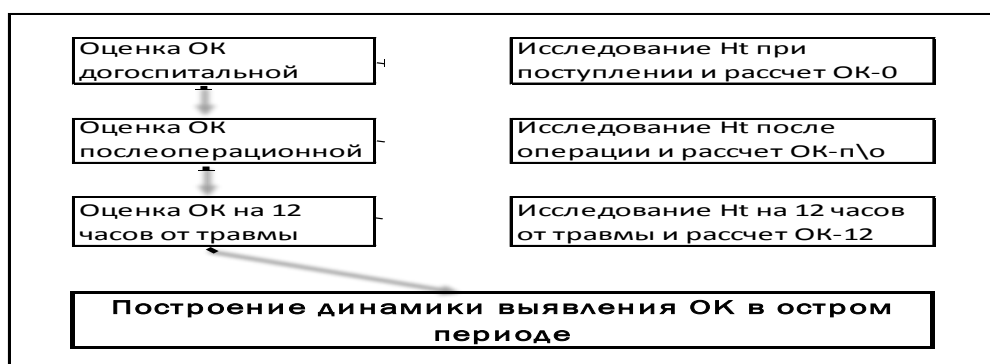 Оценка ОК
догоспитальной
Исследование Ht при
поступлении и рассчет ОК-0
Оценка ОК
послеоперационной
Исследование Ht после
операции и рассчет ОК-п\о
Оценка ОК на 12
часов от травмы
Исследование Ht на 12 часов
от травмы и рассчет ОК-12
Построение динамики выявления ОК в остром
периоде